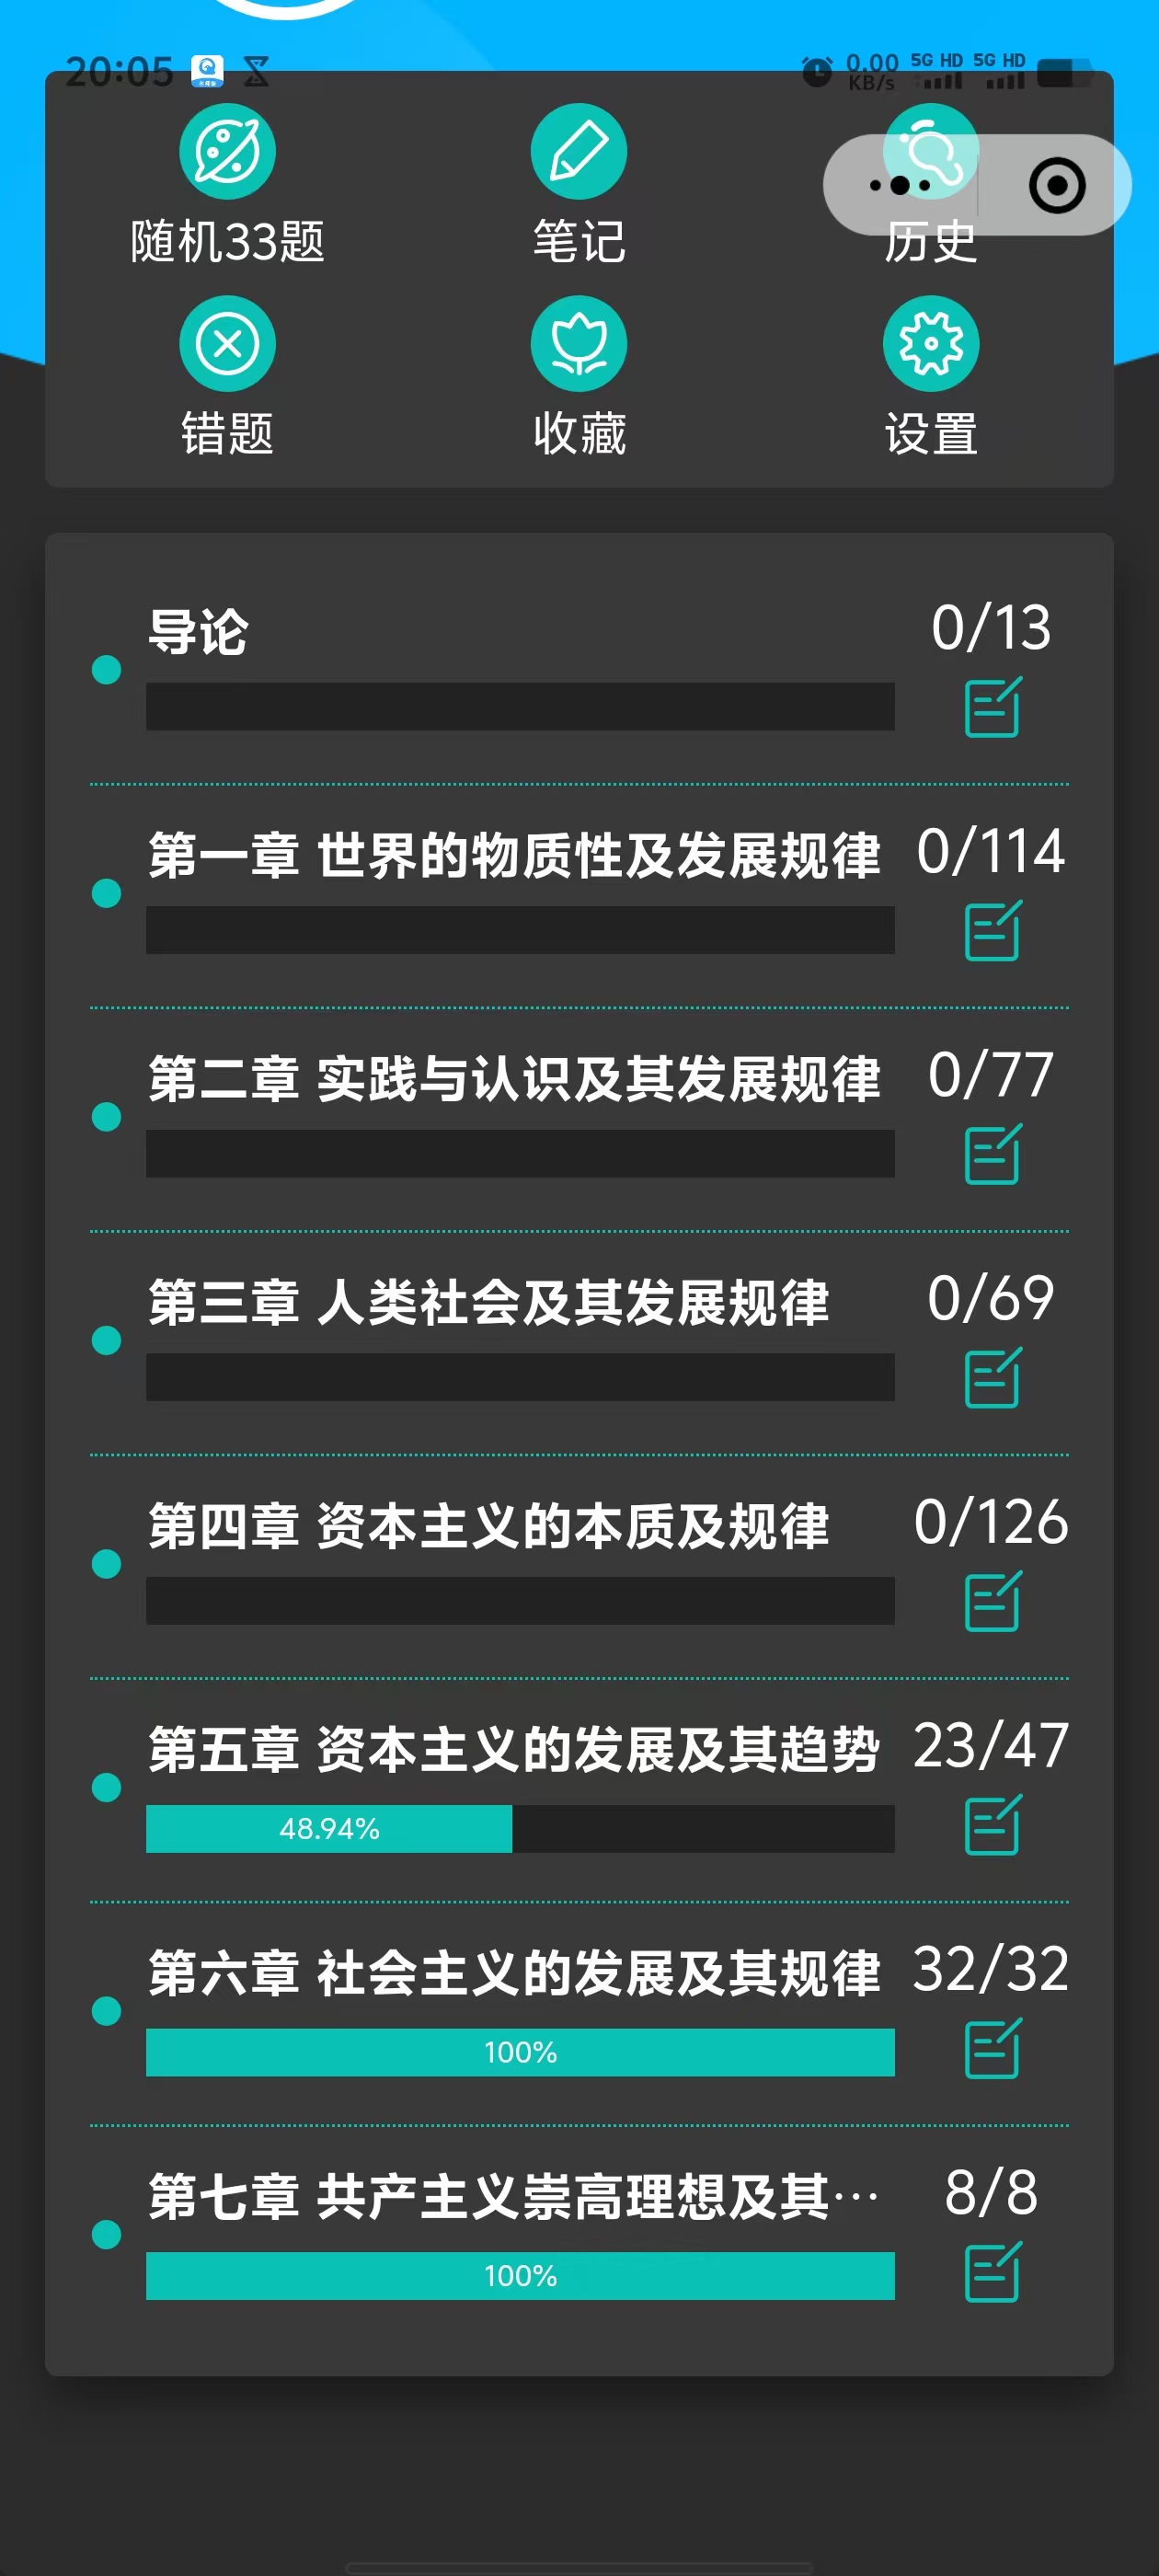 20:05
0.00
KB/s
5G HD 5G HD
随机33题 笔记 历史
错题 收藏 设置
导论 0/13
第一章 世界的物质性及发展规律 0/114
第二章 实践与认识及其发展规律 0/77
第三章 人类社会及其发展规律 0/69
第四章 资本主义的本质及规律 0/126
第五章 资本主义的发展及其趋势 23/47
48.94%
第六章 社会主义的发展及其规律 32/32
100%
第七章 共产主义崇高理想及其··· 8/8
100%